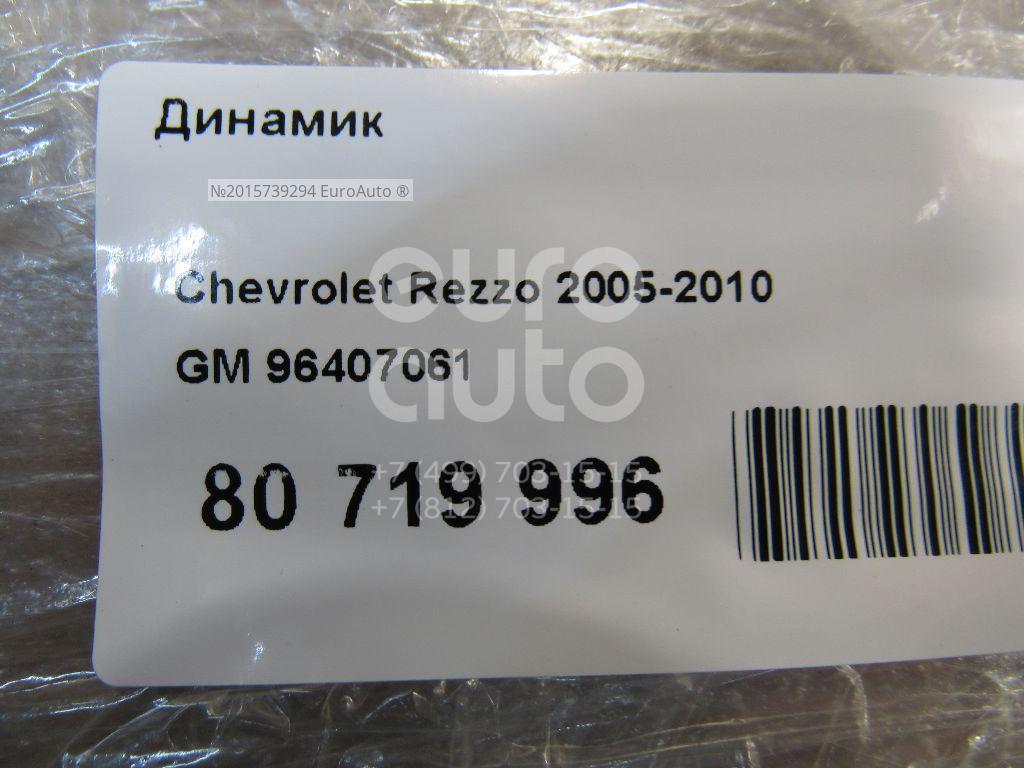 Динамик
№2015739294 EuroAuto ®
Chevrolet Rezzo 2005-2010
euro
GM 96407061
auto
80 719 996
+7 (499) 703-15-15
+7 (812) 703-15-15